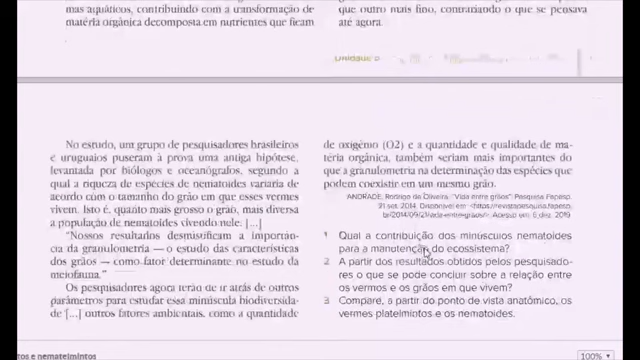 mas aquáticos, contribuindo com a transformação de
matéria orgânica decomposta em nutrientes que ficam
que outro mais fino, contrariando o que se pensava
até agora.
No estudo, um grupo de pesquisadores brasileiros
e uruguaios puseram à prova uma antiga hipótese,
levantada por biólogos e oceanógrafos, segundo a
qual a riqueza de espécies de nematoides variaria de
acordo com o tamanho do grão em que esses vermes
vivem. Isto é, quanto mais grosso o grão, mais diversa
a população de nematoides vivendo nele. [...]
"Nossos resultados desmistificam a importân-
cia da granulometria — o estudo das características
dos grãos — como fator determinante no estudo da
meiofauna."
Os pesquisadores agora terão de ir atrás de outros
parâmetros para estudar essa minúscula biodiversida-
de [...] outros fatores ambientais, como a quantidade
de oxigênio (O2) e a quantidade e qualidade de ma-
téria orgânica, também seriam mais importantes do
que a granulometria na determinação das espécies que
podem coexistir em um mesmo grão.
ANDRADE, Rodrigo de Oliveira. "Vida entre grãos". Pesquisa Fapesp,
2014. Disponível em: <https://revistapesquisa.fapesp.
Acesso em: 6 dez. 2019.
1 Qual a contribuição dos minúsculos nematoides
para a manutenção do ecossistema?
2 A partir dos resultados obtidos pelos pesquisado-
res o que se pode concluir sobre a relação entre
os vermes e os grãos em que vivem?
3 Compare, a partir do ponto de vista anatômico, os
vermes platelmintos e os nematoides.
tos e nematelmintos
100%